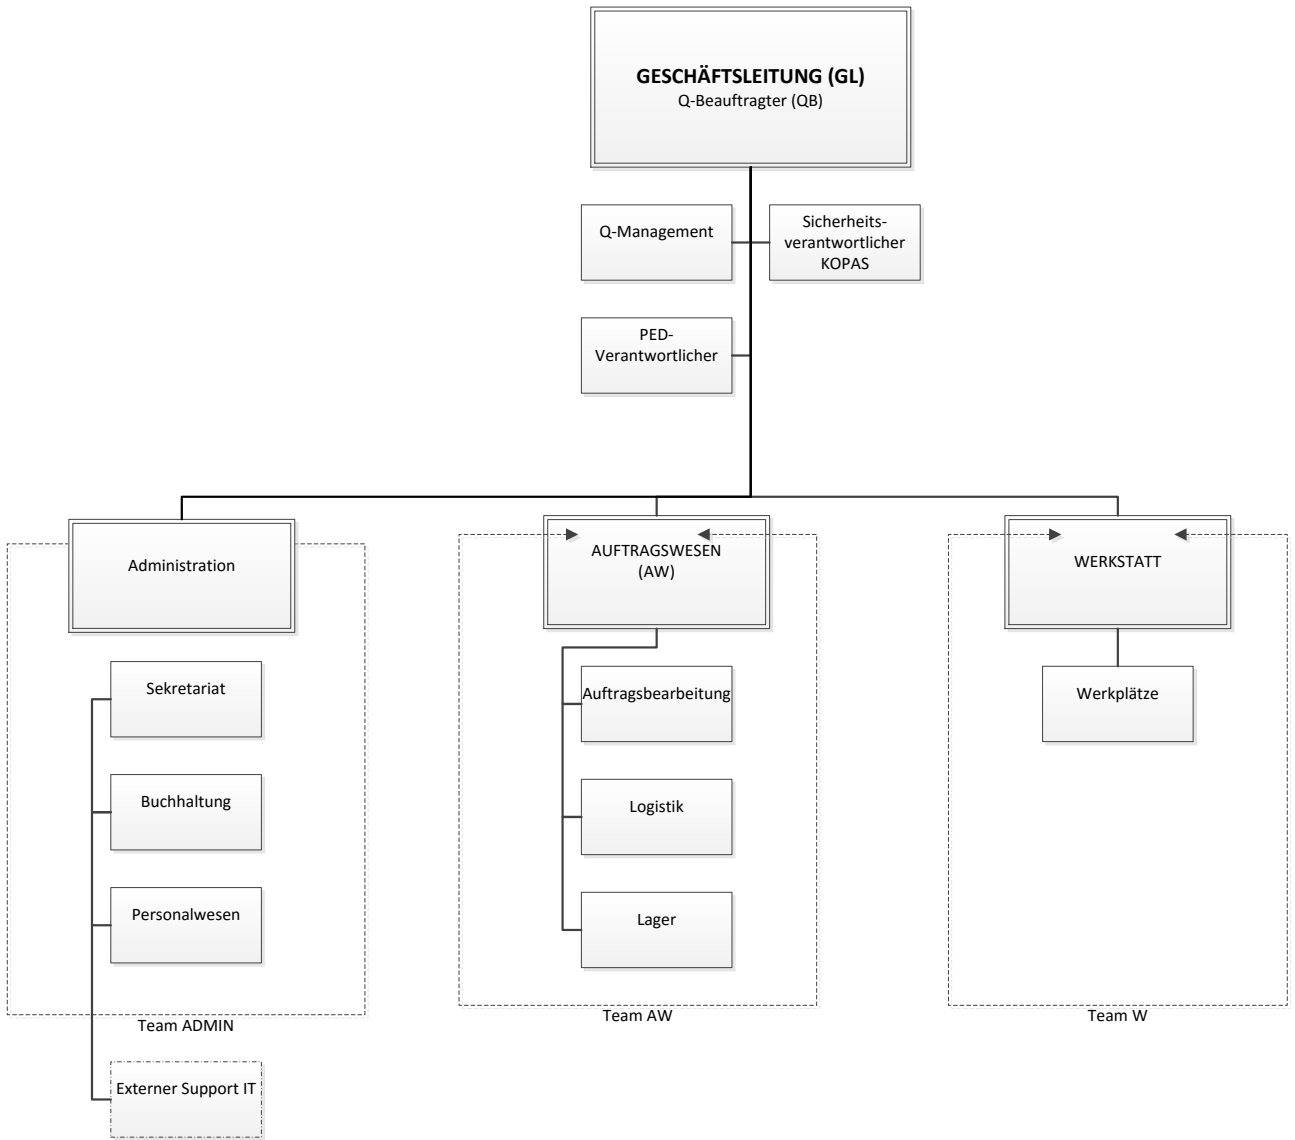 GESCHÄFTSLEITUNG (GL)
Q-Beauftragter (QB)
Q-Management
Sicherheits-
verantwortlicher
KOPAS
PED-
Verantwortlicher
Administration
AUFTRAGSWESEN
(AW)
WERKSTATT
Sekretariat
Buchhaltung
Personalwesen
Team ADMIN
Externer Support IT
Auftragsbearbeitung
Logistik
Lager
Team AW
Werkplätze
Team W